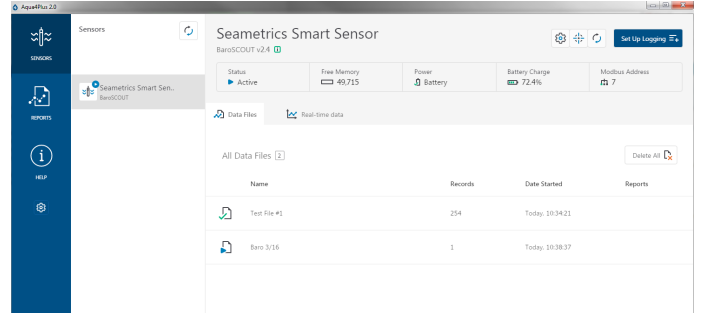 Aqua4Plus 2.0
SENSORS
REPORTS
HELP
Sensors
Seametrics Smart Sen..
BaroSCOUT
Seametrics Smart Sensor
BaroSCOUT v2.4
Set Up Logging
Status Free Memory Power Battery Charge Modbus Address
Active 49,715 Battery 72.4% 7
Data Files Real-time data
All Data Files 2 Delete All
Name Records Date Started Reports
Test File #1 254 Today, 10:34:21
Baro 3/16 1 Today, 10:38:37